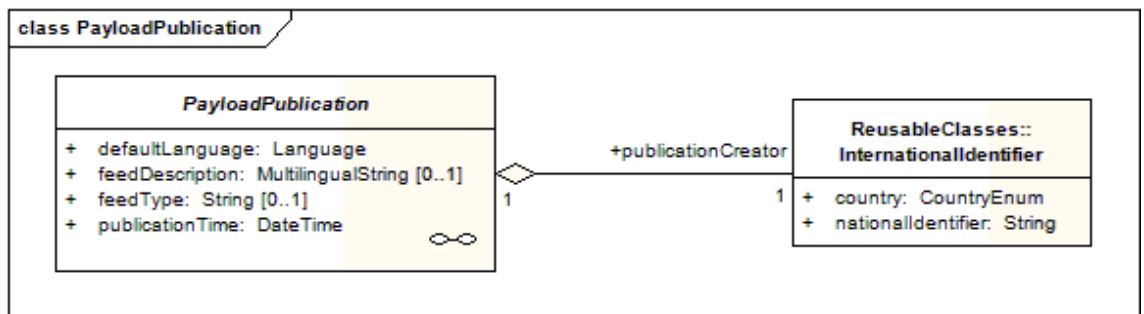 class PayloadPublication
PayloadPublication
+ defaultLanguage: Language
+ feedDescription: MultilingualString [0..1]
+ feedType: String [0..1]
+ publicationTime: DateTime
1
+publicationCreator
1
ReusableClasses::
InternationalIdentifier
+ country: CountryEnum
+ nationalIdentifier: String